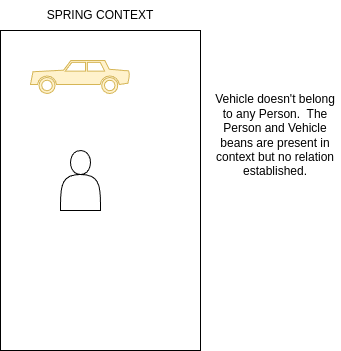 SPRING CONTEXT
Vehicle doesn't belong
to any Person.  The
Person and Vehicle
beans are present in
context but no relation
established.